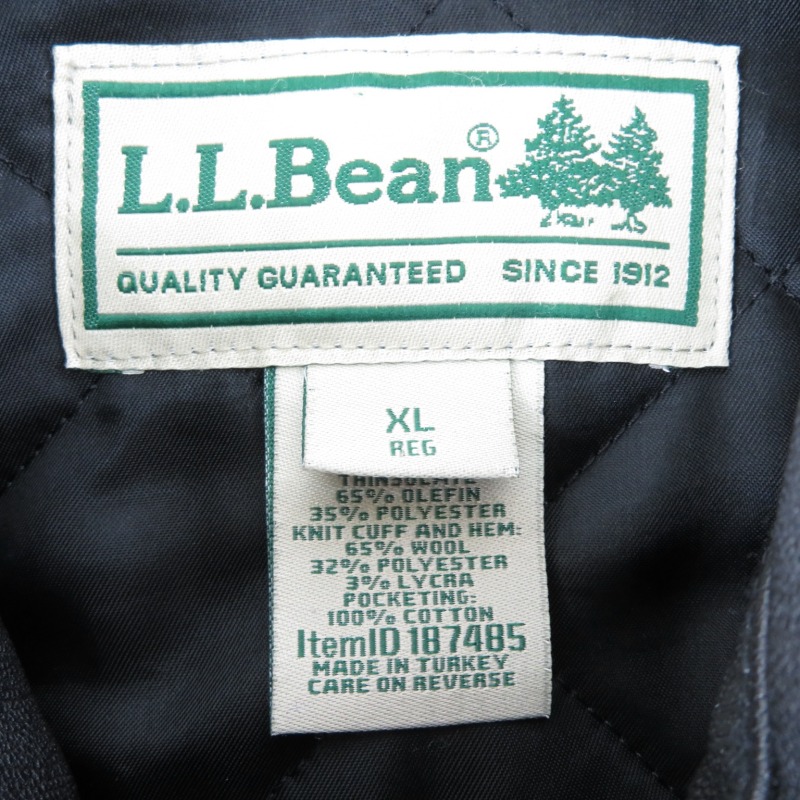 L.L.Bean®
QUALITY GUARANTEED SINCE 1912
XL
REG
THINSULATE
65% OLEFIN
35% POLYESTER
KNIT CUFF AND HEM:
65% WOOL
32% POLYESTER
3% LYCRA
POCKETING:
100% COTTON
ItemID 187485
MADE IN TURKEY
CARE ON REVERSE